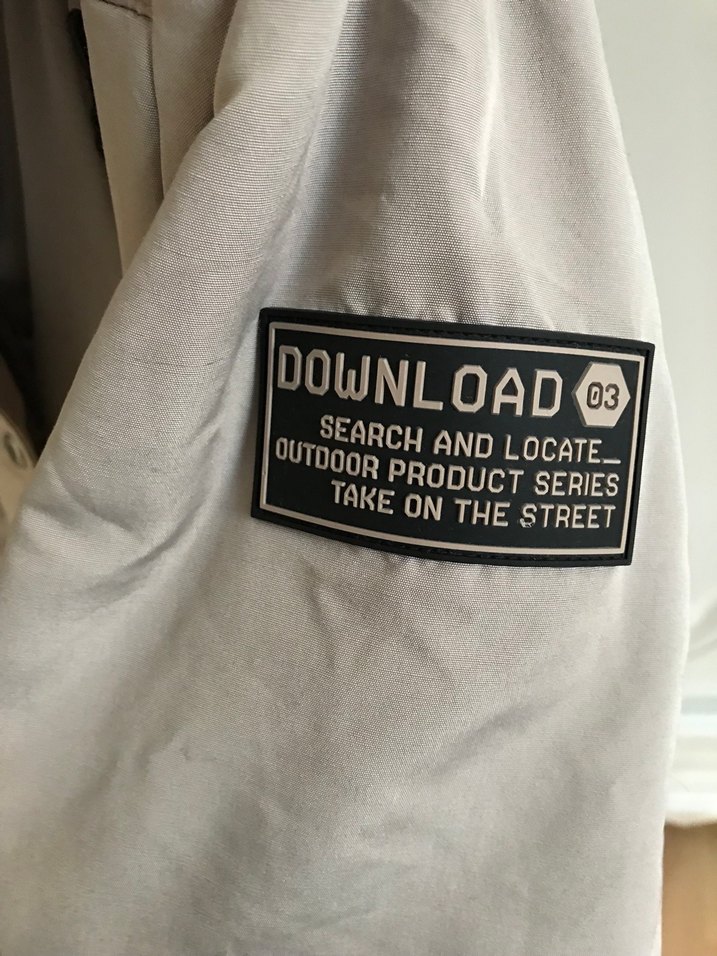 DOWNLOAD 03
SEARCH AND LOCATE_
OUTDOOR PRODUCT SERIES
TAKE ON THE STREET